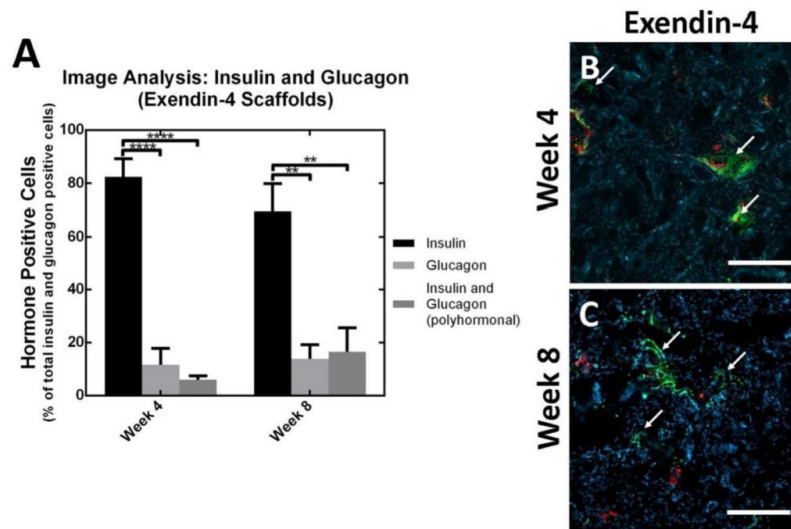 Exendin-4
A
Image Analysis: Insulin and Glucagon
(Exendin-4 Scaffolds)
Hormone Positive Cells
(% of total insulin and glucagon positive cells)
100
80
60
40
20
0
****
****
**
**
Week 4
Week 8
Insulin
Glucagon
Insulin and
Glucagon
(polyhormonal)
Week 4
B
Week 8
C